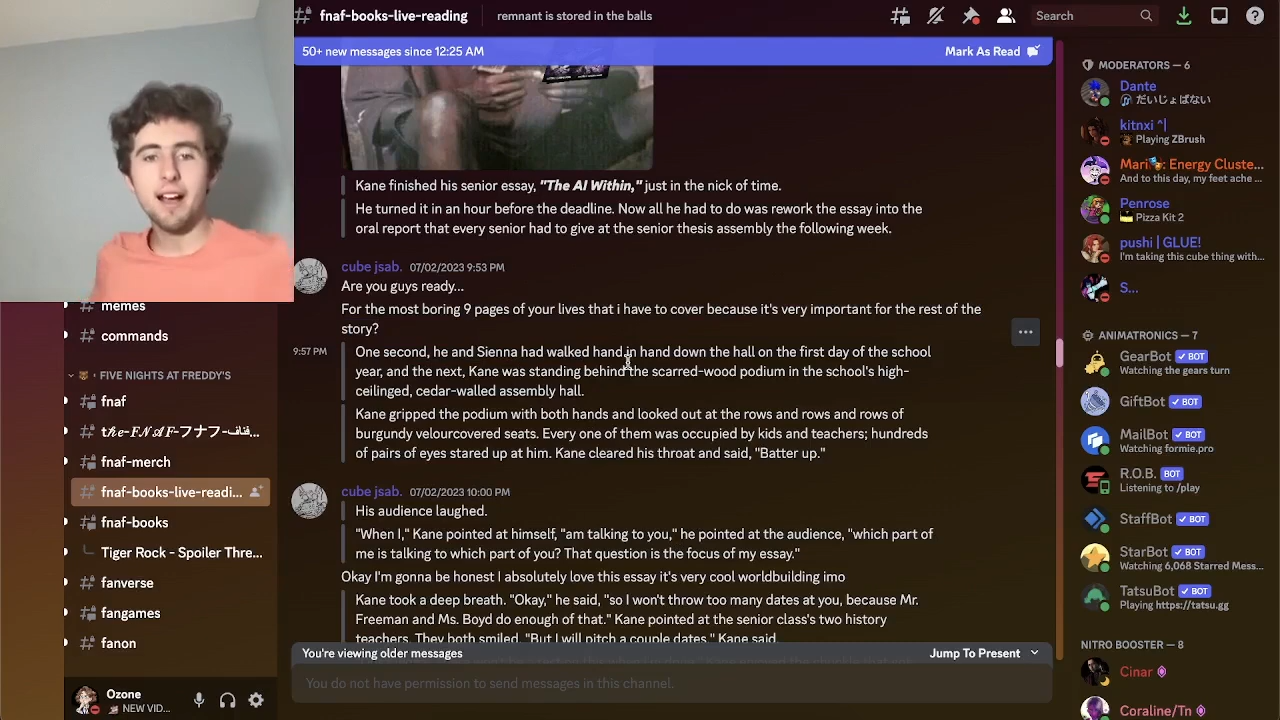 fnaf-books-live-reading
remnant is stored in the balls
Search
50+ new messages since 12:25 AM
Mark As Read
Kane finished his senior essay, "The AI Within," just in the nick of time.
He turned it in an hour before the deadline. Now all he had to do was rework the essay into the
oral report that every senior had to give at the senior thesis assembly the following week.
cube jsab. 07/02/2023 9:53 PM
Are you guys ready...
For the most boring 9 pages of your lives that i have to cover because it's very important for the rest of the
story?
9:57 PM
One second, he and Sienna had walked hand in hand down the hall on the first day of the school
year, and the next, Kane was standing behind the scarred-wood podium in the school's high-
ceilinged, cedar-walled assembly hall.
Kane gripped the podium with both hands and looked out at the rows and rows and rows of
burgundy velourcovered seats. Every one of them was occupied by kids and teachers; hundreds
of pairs of eyes stared up at him. Kane cleared his throat and said, "Batter up."
cube jsab. 07/02/2023 10:00 PM
His audience laughed.
"When I," Kane pointed at himself, "am talking to you," he pointed at the audience, "which part of
me is talking to which part of you? That question is the focus of my essay."
Okay I'm gonna be honest I absolutely love this essay it's very cool worldbuilding imo
Kane took a deep breath. "Okay," he said, "so I won't throw too many dates at you, because Mr.
Freeman and Ms. Boyd do enough of that." Kane pointed at the senior class's two history
teachers. They both smiled. "But I will pitch a couple dates." Kane said.
You're viewing older messages
Jump To Present
You do not have permission to send messages in this channel.
memes
commands
FIVE NIGHTS AT FREDDY'S
fnaf
fnaf-merch
fnaf-books-live-readi...
fnaf-books
Tiger Rock - Spoiler Thre...
fanverse
fangames
fanon
Ozone
NEW VID...
MODERATORS — 6
Dante
だいじょばない
kitnxi ^|
Playing ZBrush
Energy Cluste...
And to this day, my feet ache ...
Penrose
Pizza Kit 2
pushi | GLUE!
I'm taking this cube thing with...
S...
ANIMATRONICS — 7
GearBot ✓ BOT
Watching the gears turn
GiftBot ✓ BOT
MailBot ✓ BOT
Watching formie.pro
R.O.B. BOT
Listening to /play
StaffBot ✓ BOT
StarBot ✓ BOT
Watching 6,068 Starred Mess...
TatsuBot ✓ BOT
Playing https://tatsu.gg
NITRO BOOSTER — 8
Cinar
Coraline/Tn